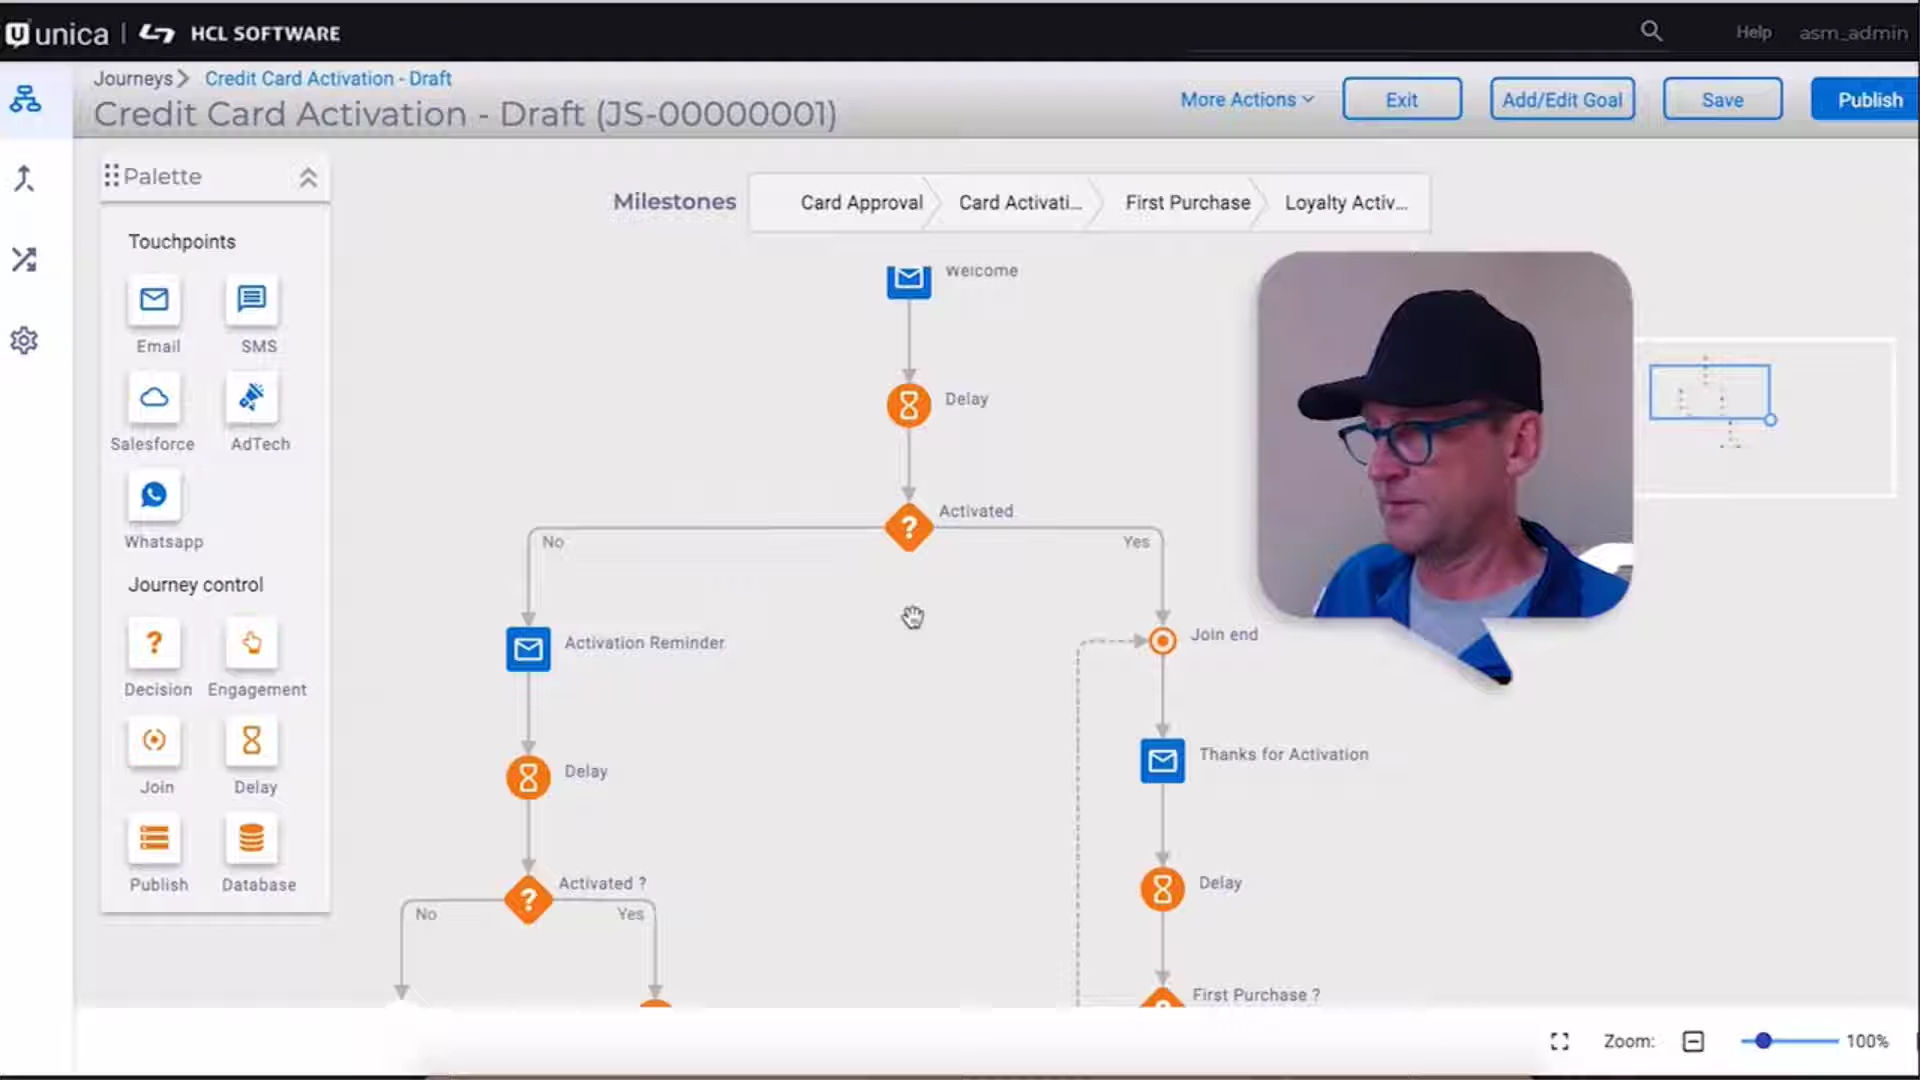 unica | HCL SOFTWARE
Help asm_admin
Journeys Credit Card Activation - Draft
Credit Card Activation - Draft (JS-00000001)
More Actions
Exit
Add/Edit Goal
Save
Publish
Palette
Milestones
Card Approval
Card Activati...
First Purchase
Loyalty Activ...
Touchpoints
Email
SMS
Salesforce
AdTech
Whatsapp
Journey control
Decision
Engagement
Join
Delay
Publish
Database
Welcome
Delay
Activated
No
Yes
Activation Reminder
Join end
Thanks for Activation
Delay
Activated ?
No
Yes
Delay
First Purchase ?
Zoom:
100%